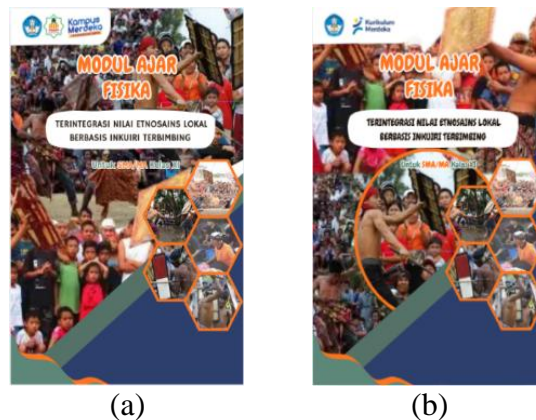 Kampus
Merdeka
MODUL AJAR
FISIKA
TERINTEGRASI NILAI ETNOSAINS LOKAL
BERBASIS INKUIRI TERBIMBING
Untuk SMA/MA Kelas XI
(a)
Kurikulum
Merdeka
MODUL AJAR
FISIKA
TERINTEGRASI NILAI ETNOSAINS LOKAL
BERBASIS INKUIRI TERBIMBING
Untuk SMA/MA Kelas XI
(b)